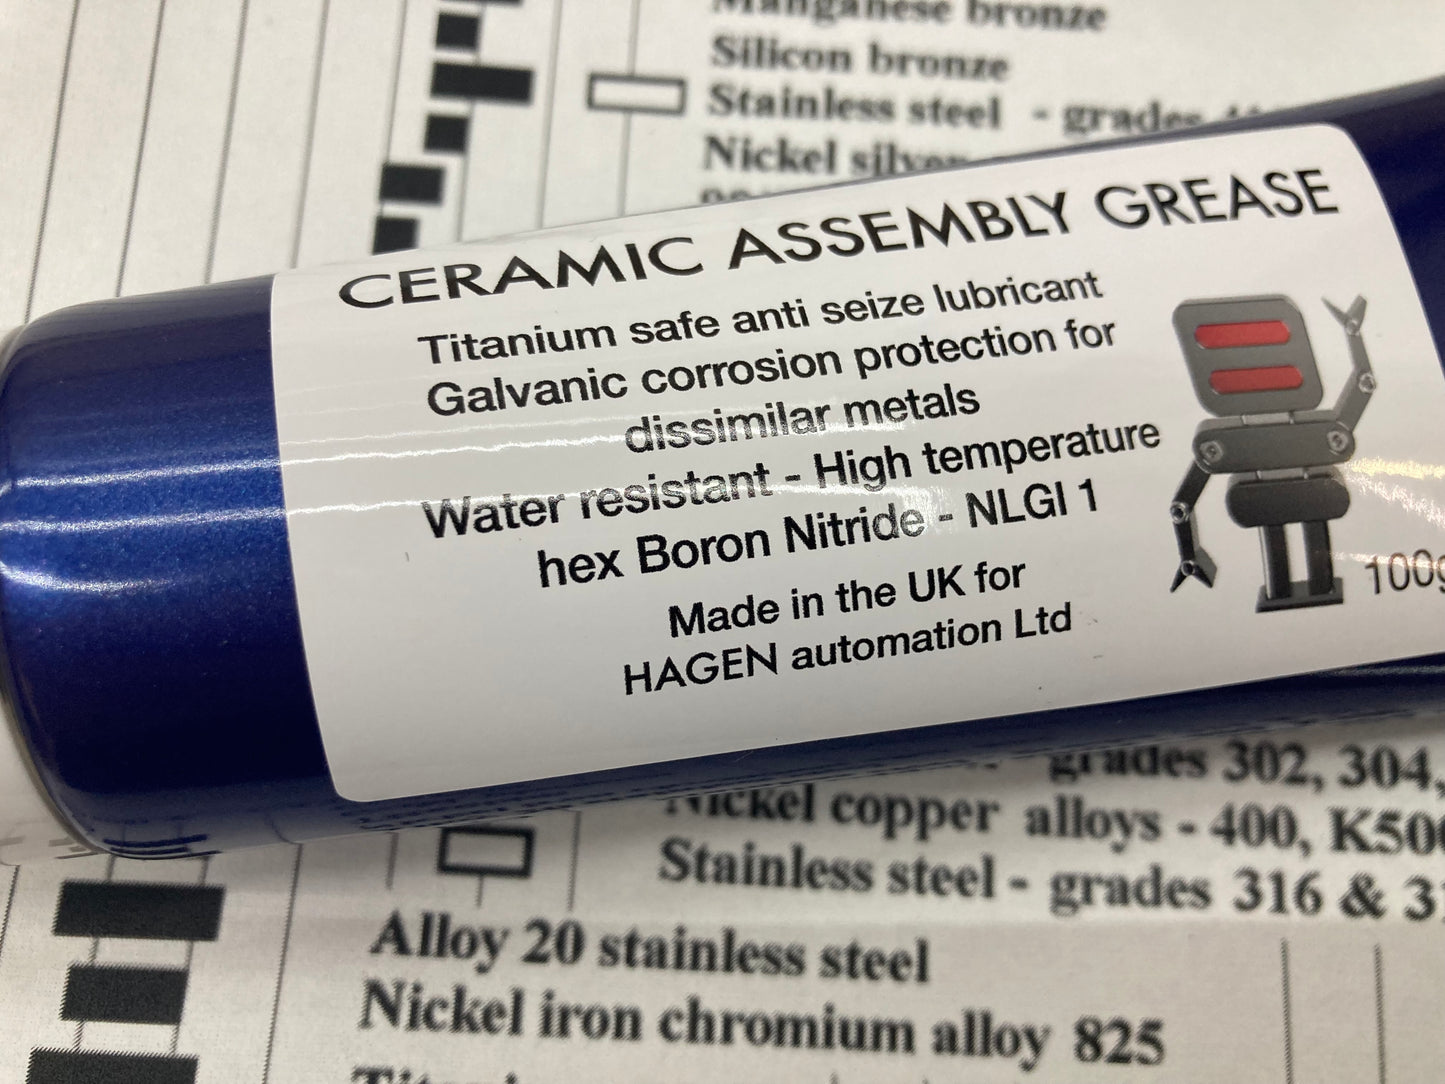 Manganese bronze
Silicon bronze
Stainless steel - grades
Nickel silver
CERAMIC ASSEMBLY GREASE
Titanium safe anti seize lubricant
Galvanic corrosion protection for
dissimilar metals
Water resistant - High temperature
hex Boron Nitride - NLGI 1
Made in the UK for
HAGEN automation Ltd
100g
grades 302, 304,
Nickel copper alloys - 400,
Stainless steel - grades 316 &
Alloy 20 stainless steel
Nickel iron chromium alloy 825